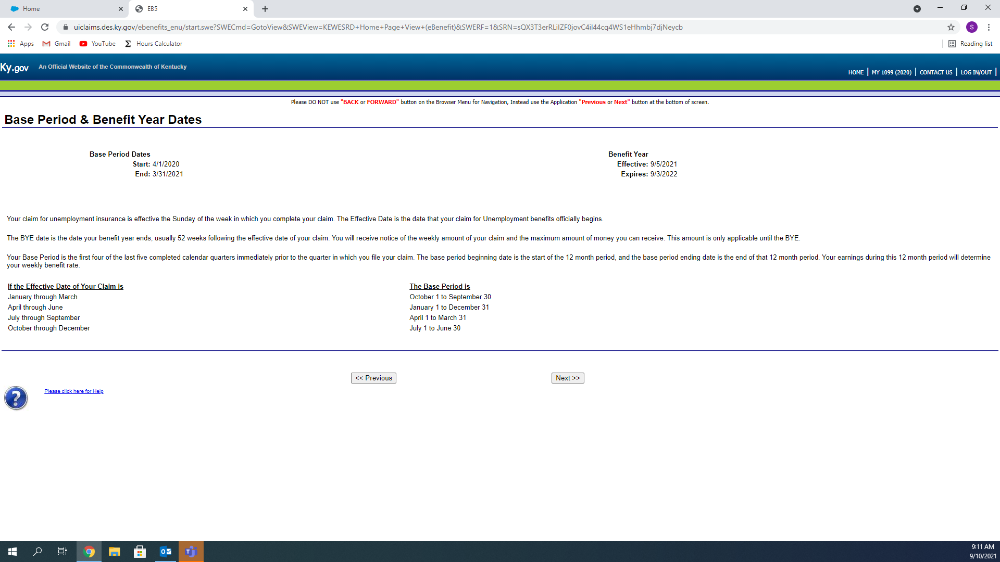 Home
EB5
uiclaims.des.ky.gov/ebenefits_enu/start.swe?SWECmd=GotoView&SWEView=KEWESRD+Home+Page+View+(eBenefit)&SWERF=1&SRN=sQX3T3erRLiIZF0jovC4il44cq4WS1eHhmbj7djNeycb
S
Apps Gmail YouTube Σ Hours Calculator Reading list
Ky.gov An Official Website of the Commonwealth of Kentucky
HOME | MY 1099 (2020) | CONTACT US | LOG IN/OUT |
Please DO NOT use "BACK or FORWARD" button on the Browser Menu for Navigation, Instead use the Application "Previous or Next" button at the bottom of screen.
Base Period & Benefit Year Dates
Base Period Dates
Start: 4/1/2020
End: 3/31/2021
Benefit Year
Effective: 9/5/2021
Expires: 9/3/2022
Your claim for unemployment insurance is effective the Sunday of the week in which you complete your claim. The Effective Date is the date that your claim for Unemployment benefits officially begins.
The BYE date is the date your benefit year ends, usually 52 weeks following the effective date of your claim. You will receive notice of the weekly amount of your claim and the maximum amount of money you can receive. This amount is only applicable until the BYE.
Your Base Period is the first four of the last five completed calendar quarters immediately prior to the quarter in which you file your claim. The base period beginning date is the start of the 12 month period, and the base period ending date is the end of that 12 month period. Your earnings during this 12 month period will determine
your weekly benefit rate.
If the Effective Date of Your Claim is The Base Period is
January through March October 1 to September 30
April through June January 1 to December 31
July through September April 1 to March 31
October through December July 1 to June 30
<< Previous Next >>
?
Please click here for Help
9:11 AM
9/10/2021